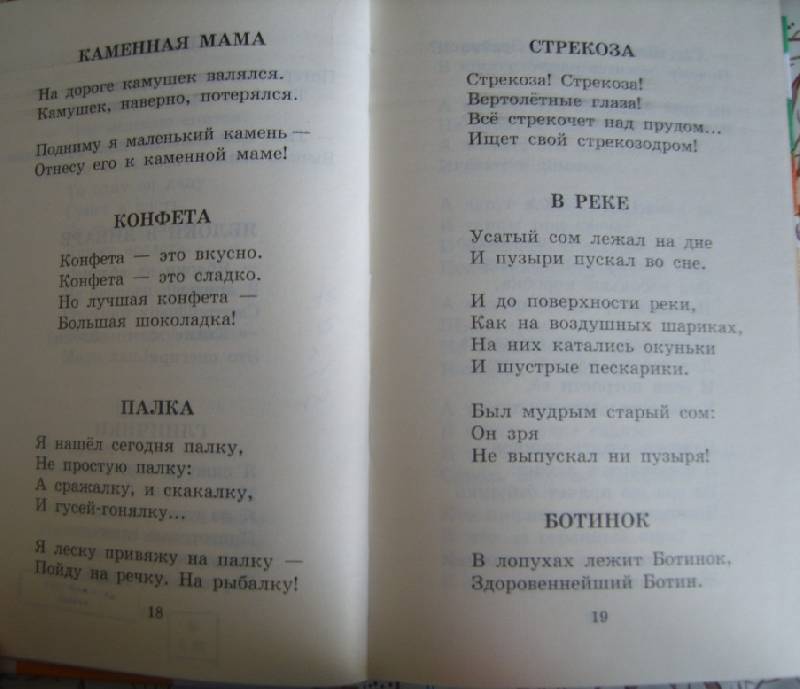 КАМЕННАЯ МАМА
На дороге камушек валялся.
Камушек, наверно, потерялся.
Подниму я маленький камень —
Отнесу его к каменной маме!
КОНФЕТА
Конфета — это вкусно.
Конфета — это сладко.
Но лучшая конфета —
Большая шоколадка!
ПАЛКА
Я нашёл сегодня палку,
Не простую палку:
А сражалку, и скакалку,
И гусей-гонялку...
Я леску привяжу на палку —
Пойду на речку. На рыбалку!
18
СТРЕКОЗА
Стрекоза! Стрекоза!
Вертолётные глаза!
Всё стрекочет над прудом...
Ищет свой стрекозодром!
В РЕКЕ
Усатый сом лежал на дне
И пузыри пускал во сне.
И до поверхности реки,
Как на воздушных шариках,
На них катались окуньки
И шустрые пескарики.
Был мудрым старый сом:
Он зря
Не выпускал ни пузыря!
БОТИНОК
В лопухах лежит Ботинок,
Здоровеннейший Ботин.
19